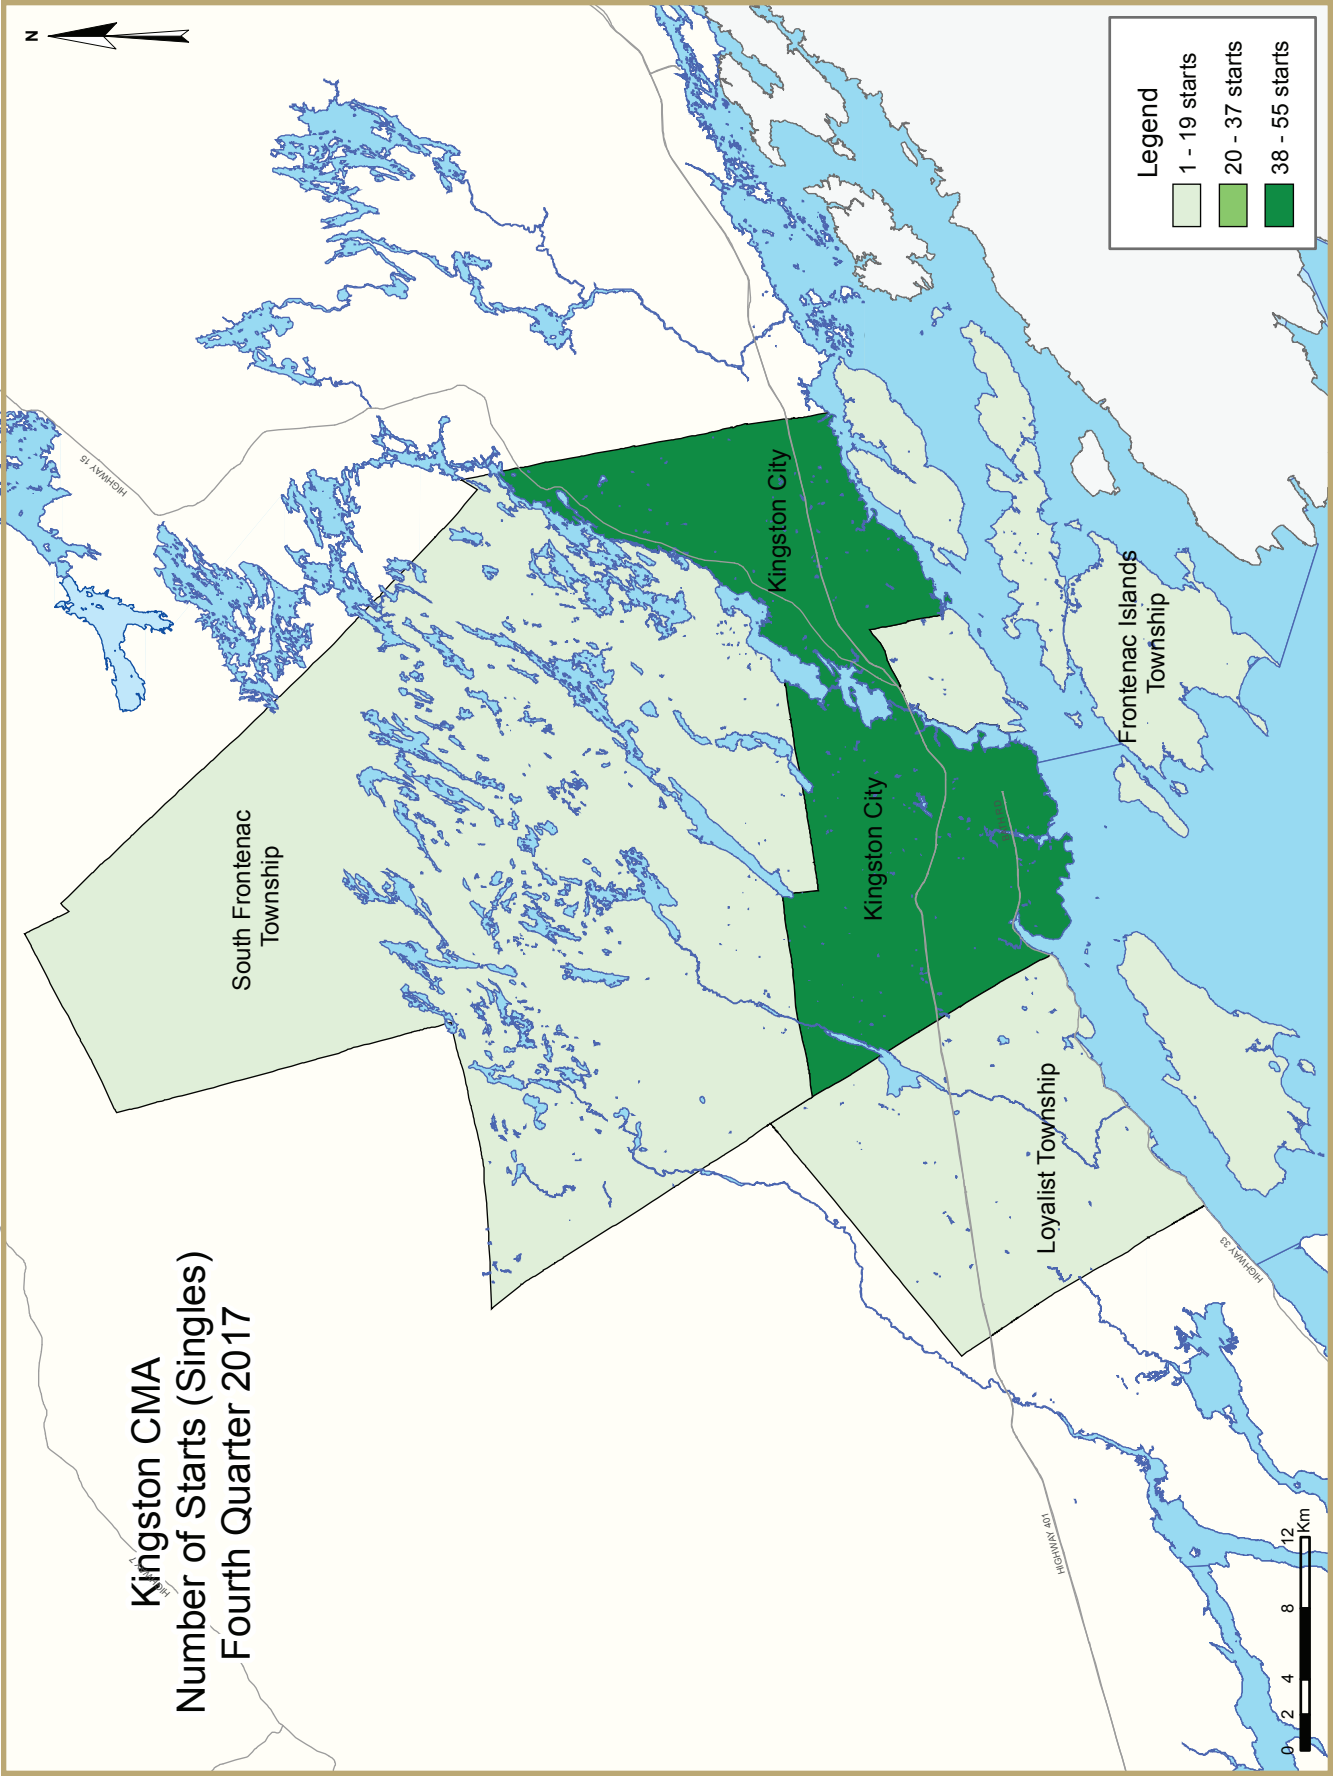 Kingston CMA
Number of Starts (Singles)
Fourth Quarter 2017
N
HIGHWAY 7
HIGHWAY 15
South Frontenac
Township
Kingston City
Kingston City
Loyalist Township
Frontenac Islands
Township
HIGHWAY 401
HIGHWAY 33
Legend
1 - 19 starts
20 - 37 starts
38 - 55 starts
0 2 4 8 12
Km